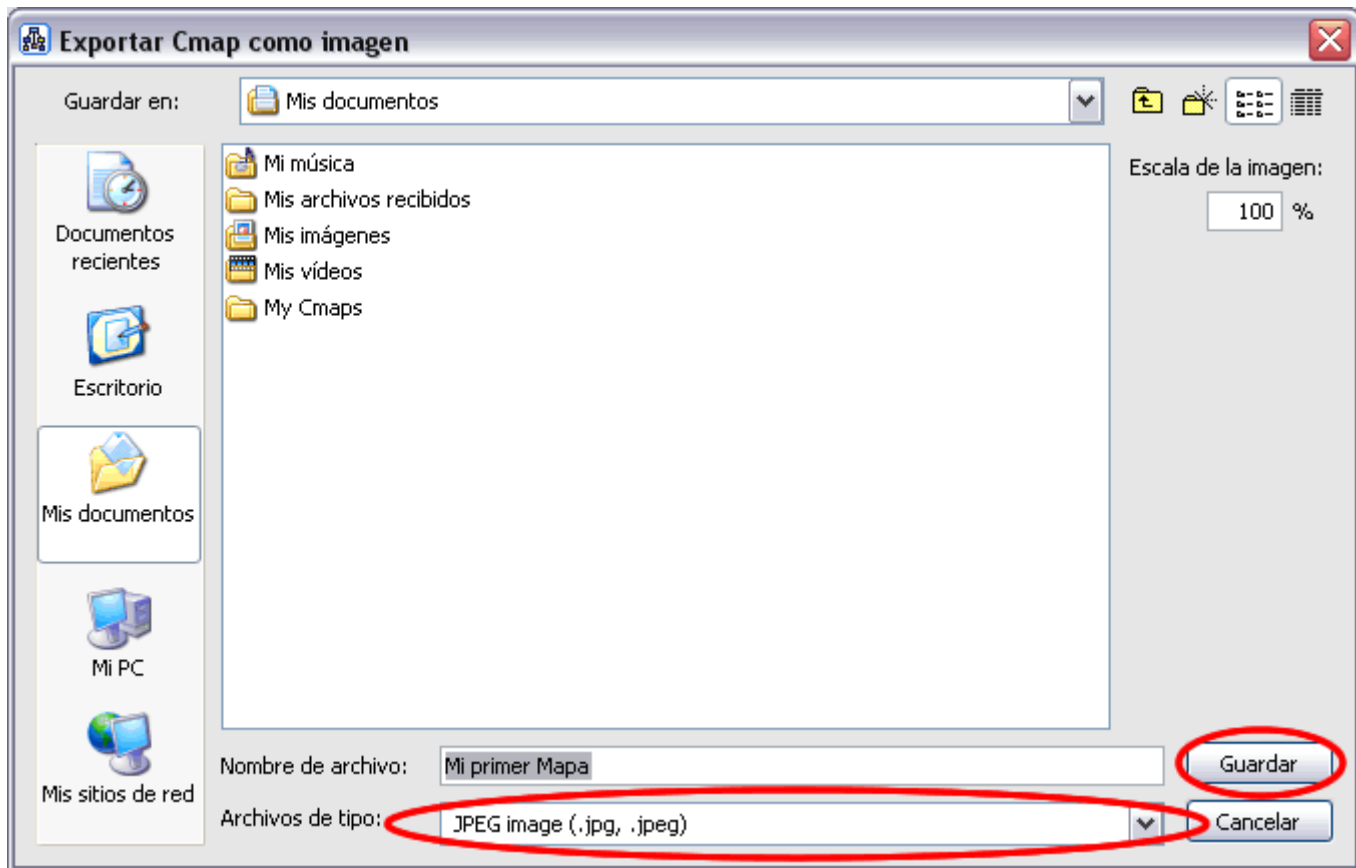 Exportar Cmap como imagen
Guardar en:
Mis documentos
Documentos
recientes
Escritorio
Mis documentos
Mi PC
Mis sitios de red
Mi música
Mis archivos recibidos
Mis imágenes
Mis vídeos
My Cmaps
Escala de la imagen:
100 %
Nombre de archivo: Mi primer Mapa
Guardar
Archivos de tipo: JPEG image (.jpg, .jpeg)
Cancelar